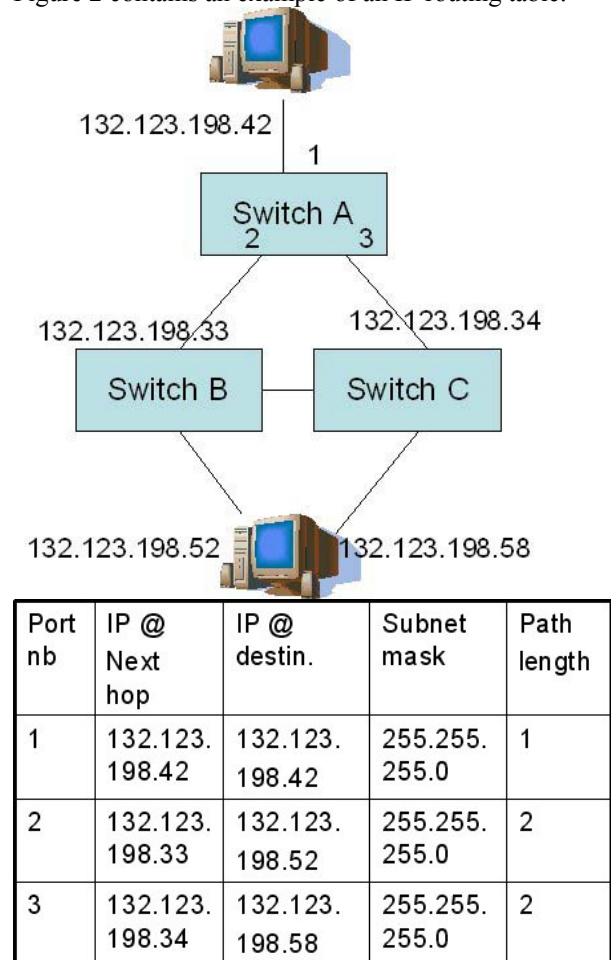 Figure 2 contains an example of an IP routing table.
132.123.198.42
1
Switch A
2
3
132.123.198.33
132.123.198.34
Switch B
Switch C
132.123.198.52
132.123.198.58
Port nb
IP @ Next hop
IP @ destin.
Subnet mask
Path length
1
132.123.198.42
132.123.198.42
255.255.255.0
1
2
132.123.198.33
132.123.198.52
255.255.255.0
2
3
132.123.198.34
132.123.198.58
255.255.255.0
2